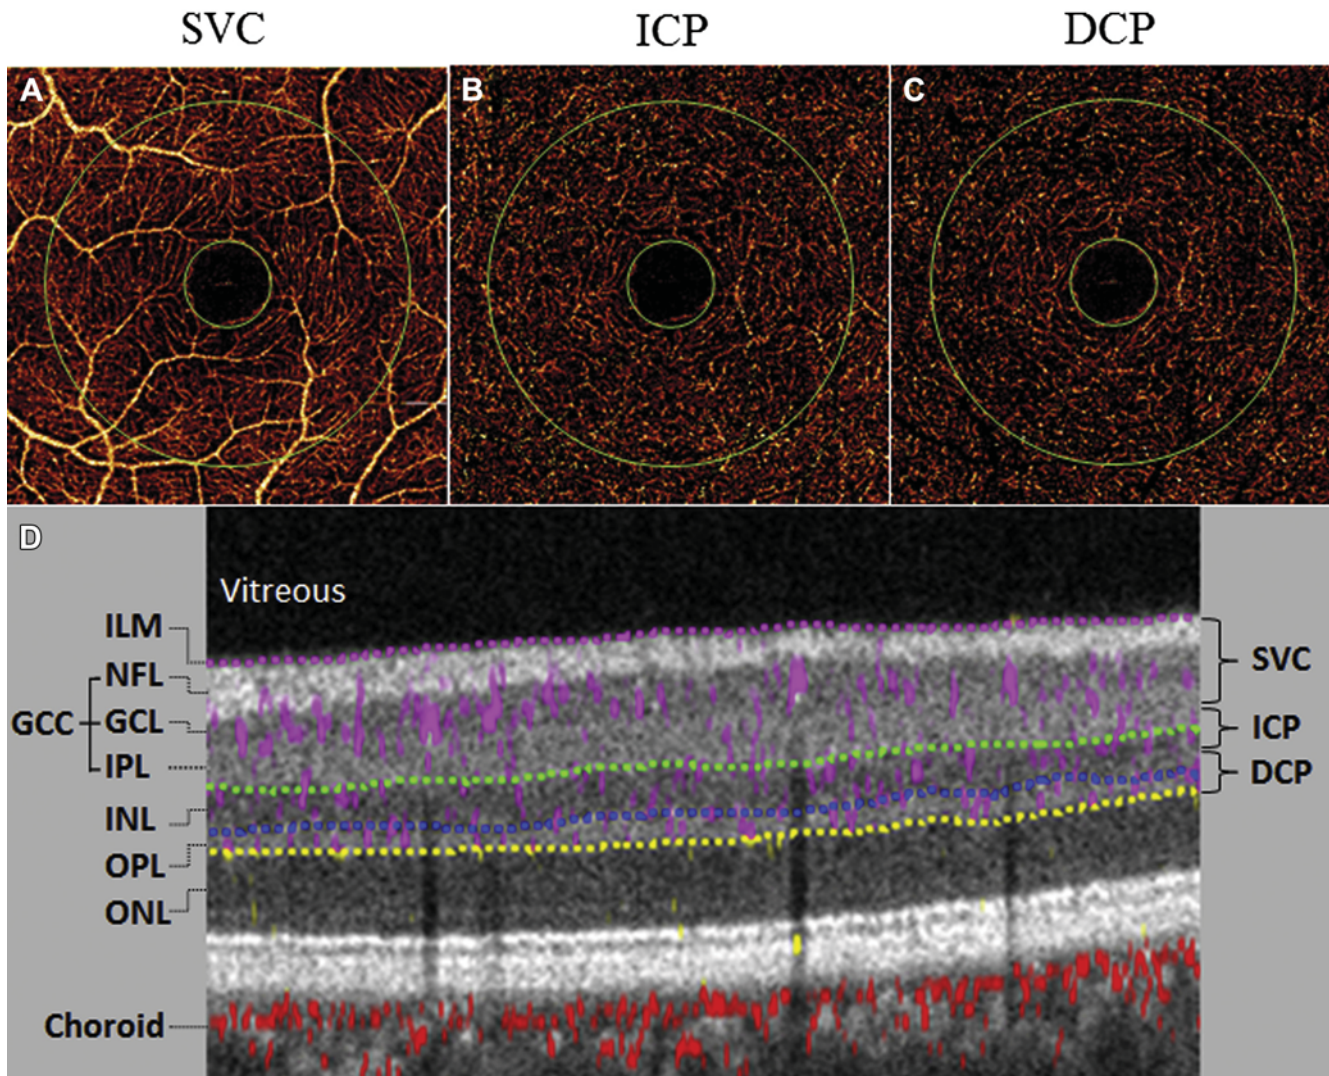 SVC
ICP
DCP
A
B
C
D
Vitreous
ILM
NFL
GCC
GCL
IPL
INL
OPL
ONL
Choroid
SVC
ICP
DCP